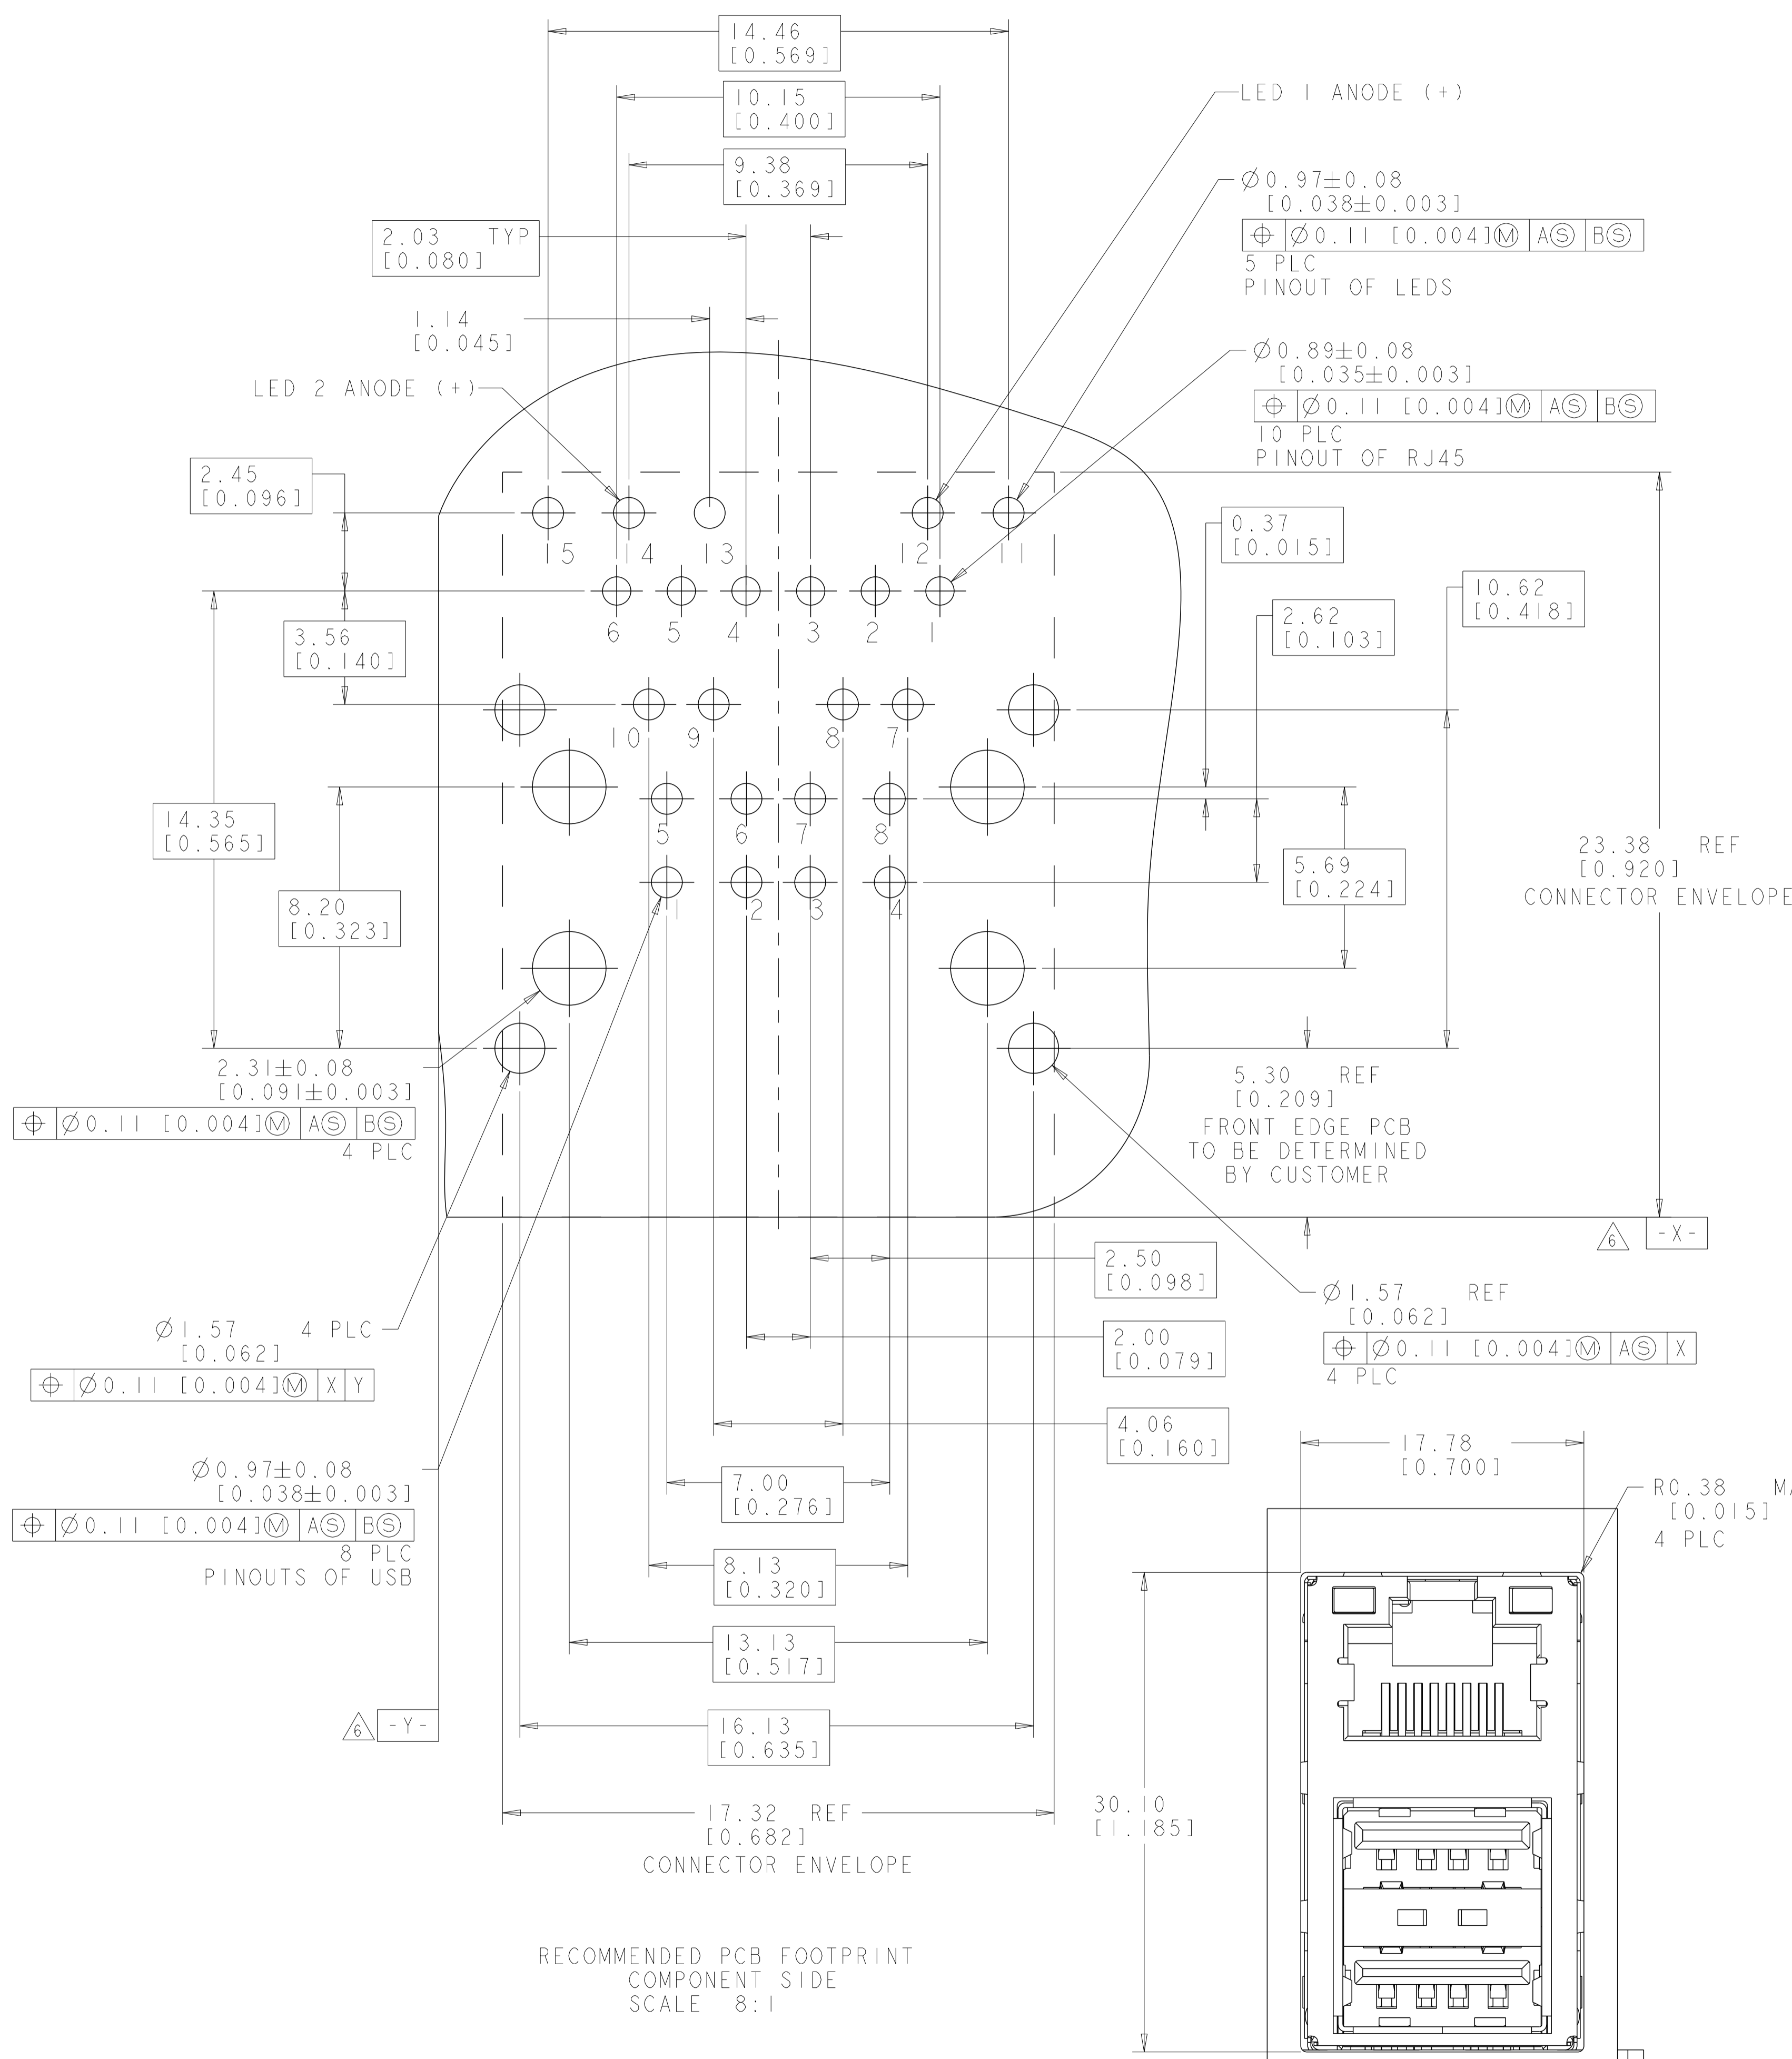 14.46
[0.569]
10.15
[0.400]
9.38
[0.369]
2.03 TYP
[0.080]
1.14
[0.045]
LED 1 ANODE (+)
Ø0.97±0.08
[0.038±0.003]
⌖ Ø0.11 [0.004]Ⓜ AⓈ BⓈ
5 PLC
PINOUT OF LEDS
LED 2 ANODE (+)
Ø0.89±0.08
[0.035±0.003]
⌖ Ø0.11 [0.004]Ⓜ AⓈ BⓈ
10 PLC
PINOUT OF RJ45
2.45
[0.096]
15 14 13 12 11
0.37
[0.015]
10.62
[0.418]
2.62
[0.103]
6 5 4 3 2 1
3.56
[0.140]
10 9 8 7
14.35
[0.565]
5 6 7 8
23.38 REF
[0.920]
CONNECTOR ENVELOPE
5.69
[0.224]
8.20
[0.323]
1 2 3 4
2.31±0.08
[0.091±0.003]
⌖ Ø0.11 [0.004]Ⓜ AⓈ BⓈ
4 PLC
5.30 REF
[0.209]
FRONT EDGE PCB
TO BE DETERMINED
BY CUSTOMER
6 -X-
2.50
[0.098]
Ø1.57 REF
[0.062]
⌖ Ø0.11 [0.004]Ⓜ AⓈ X
4 PLC
Ø1.57 4 PLC
[0.062]
⌖ Ø0.11 [0.004]Ⓜ X Y
2.00
[0.079]
4.06
[0.160]
Ø0.97±0.08
[0.038±0.003]
⌖ Ø0.11 [0.004]Ⓜ AⓈ BⓈ
8 PLC
PINOUTS OF USB
7.00
[0.276]
17.78
[0.700]
R0.38
[0.015]
4 PLC
8.13
[0.320]
13.13
[0.517]
6 -Y-
16.13
[0.635]
17.32 REF
[0.682]
CONNECTOR ENVELOPE
30.10
[1.185]
RECOMMENDED PCB FOOTPRINT
COMPONENT SIDE
SCALE 8:1